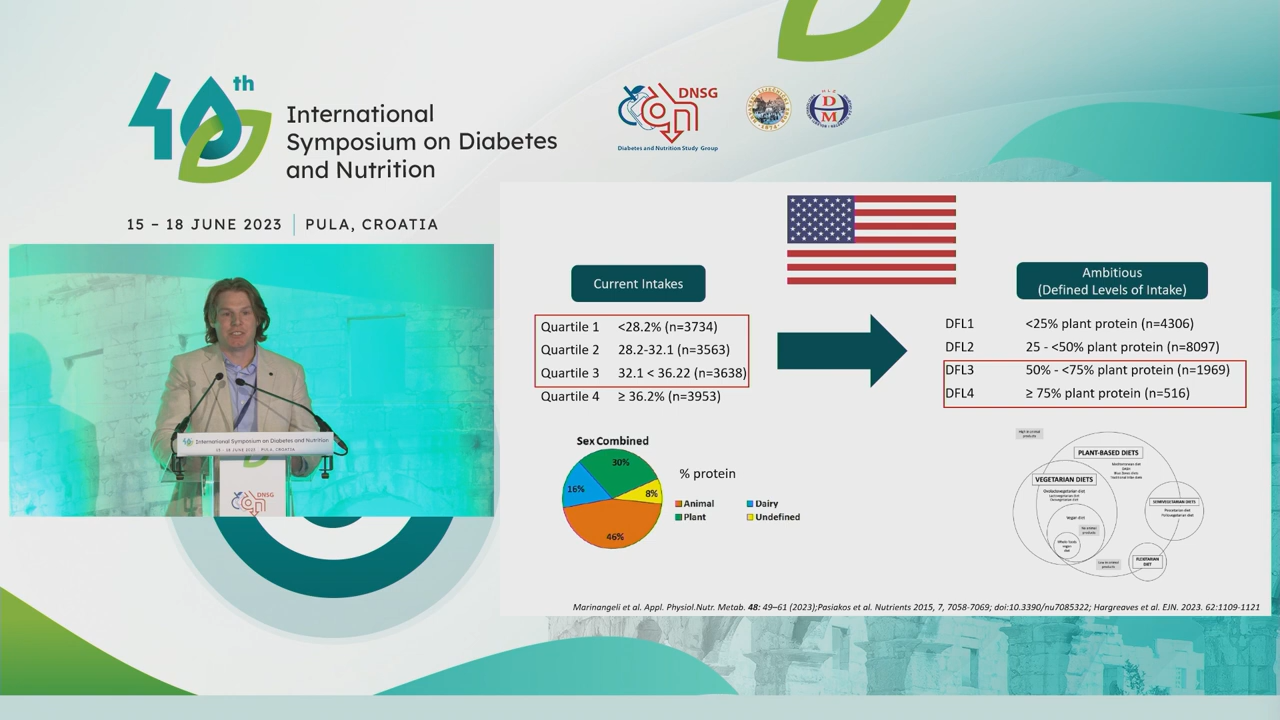 40th
International
Symposium on Diabetes
and Nutrition
15 – 18 JUNE 2023 | PULA, CROATIA
DNSG
Diabetes and Nutrition Study Group
DM
Current Intakes
Quartile 1 <28.2% (n=3734)
Quartile 2 28.2-32.1 (n=3563)
Quartile 3 32.1 < 36.22 (n=3638)
Quartile 4 ≥ 36.2% (n=3953)
Ambitious
(Defined Levels of Intake)
DFL1 <25% plant protein (n=4306)
DFL2 25 - <50% plant protein (n=8097)
DFL3 50% - <75% plant protein (n=1969)
DFL4 ≥ 75% plant protein (n=516)
Sex Combined
30%
16%
8%
46%
% protein
Animal Dairy
Plant Undefined
PLANT-BASED DIETS
VEGETARIAN DIETS
Vegan diet
SEMIVEGETARIAN DIET
FLEXITARIAN
DIET
International Symposium on Diabetes and Nutrition
15 – 18 JUNE 2023 PULA, CROATIA
DNSG
Marinangeli et al. Appl. Physiol.Nutr. Metab. 48: 49–61 (2023);Pasiakos et al. Nutrients 2015, 7, 7058-7069; doi:10.3390/nu7085322; Hargreaves et al. EJN. 2023. 62:1109-1121